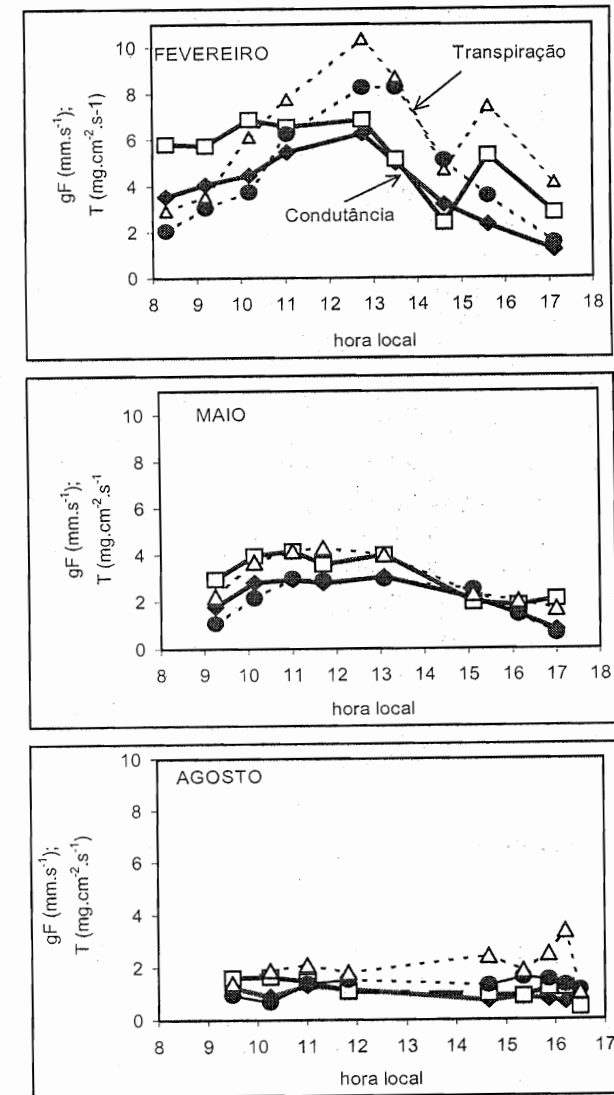 FEVEREIRO
Transpiração
Condutância
gF (mm.s-1);
T (mg.cm-2.s-1)
10
8
6
4
2
0
8 9 10 11 12 13 14 15 16 17 18
hora local
MAIO
gF (mm.s-1);
T (mg.cm-2.s-1
10
8
6
4
2
0
9 10 11 12 13 14 15 16 17 18
hora local
AGOSTO
gF (mm.s-1);
T (mg.cm-2.s-1)
10
8
6
4
2
0
8 9 10 11 12 13 14 15 16 17
hora local